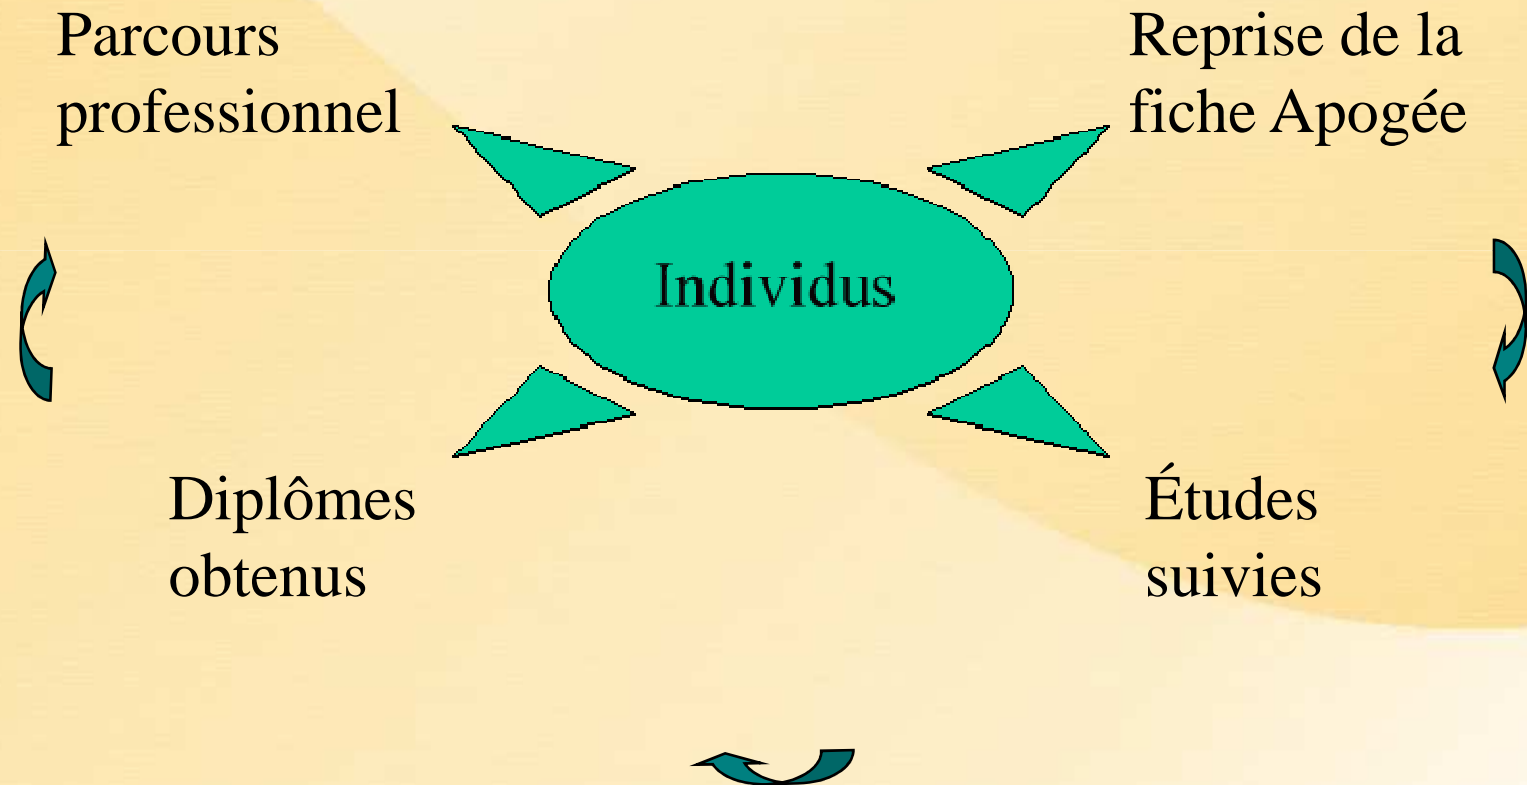 Parcours
professionnel
Reprise de la
fiche Apogée
Individus
Diplômes
obtenus
Études
suivies